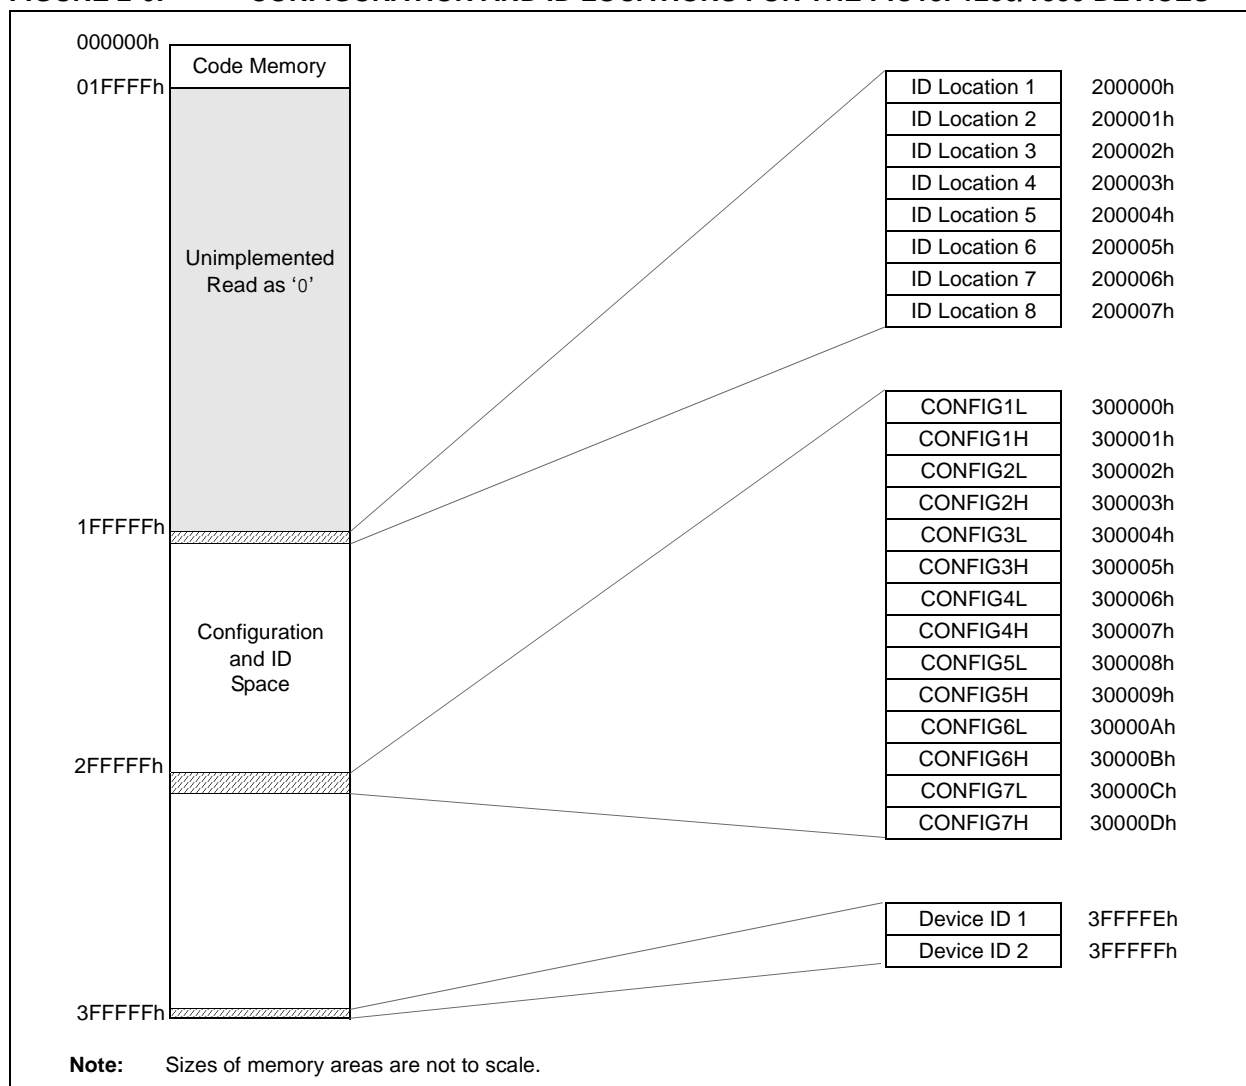 000000h
Code Memory
01FFFFh
Unimplemented
Read as ‘0’
1FFFFFh
Configuration
and ID
Space
2FFFFFh
3FFFFFh
ID Location 1 200000h
ID Location 2 200001h
ID Location 3 200002h
ID Location 4 200003h
ID Location 5 200004h
ID Location 6 200005h
ID Location 7 200006h
ID Location 8 200007h
CONFIG1L 300000h
CONFIG1H 300001h
CONFIG2L 300002h
CONFIG2H 300003h
CONFIG3L 300004h
CONFIG3H 300005h
CONFIG4L 300006h
CONFIG4H 300007h
CONFIG5L 300008h
CONFIG5H 300009h
CONFIG6L 30000Ah
CONFIG6H 30000Bh
CONFIG7L 30000Ch
CONFIG7H 30000Dh
Device ID 1 3FFFFEh
Device ID 2 3FFFFFh
Note: Sizes of memory areas are not to scale.